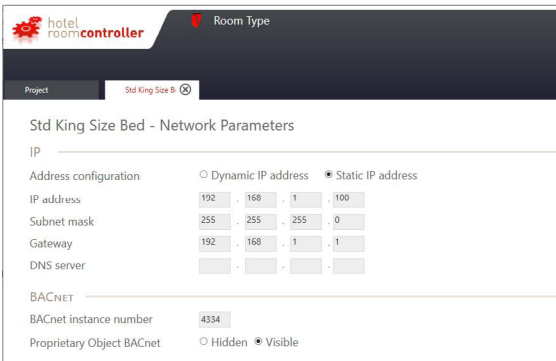 hotel
roomcontroller
Room Type
Project
Std King Size B
Std King Size Bed - Network Parameters
IP
Address configuration Dynamic IP address Static IP address
IP address 192 . 168 . 1 . 100
Subnet mask 255 . 255 . 255 . 0
Gateway 192 . 168 . 1 . 1
DNS server . . .
BACNET
BACnet instance number 4334
Proprietary Object BACnet Hidden Visible